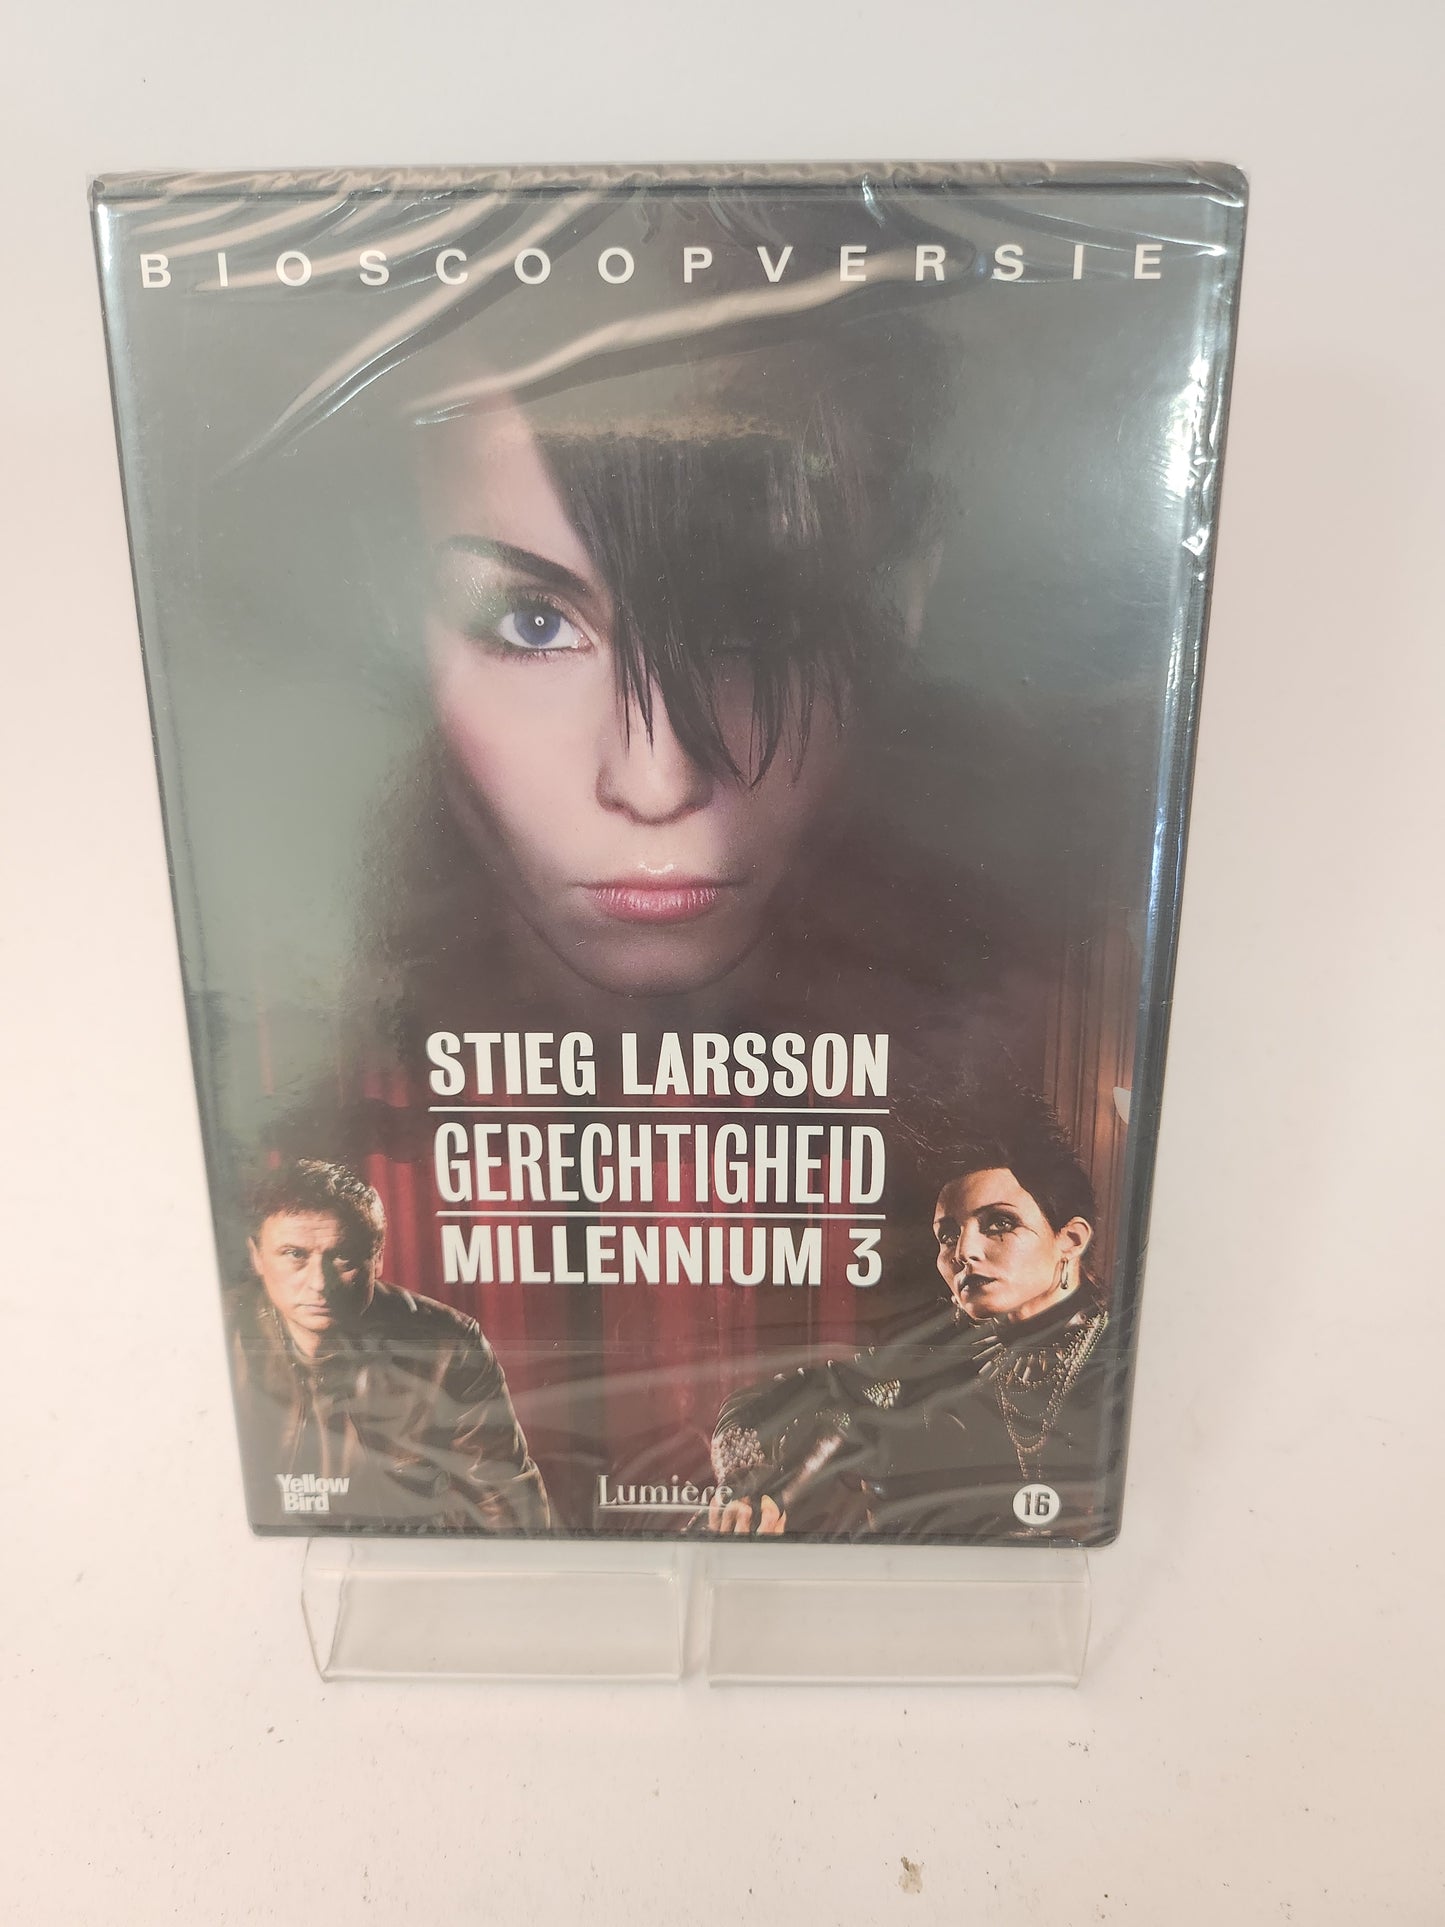 BIOSCOOPVERSIE
STIEG LARSSON
GERECHTIGHEID
MILLENNIUM 3
Yellow
Bird
Lumière
16